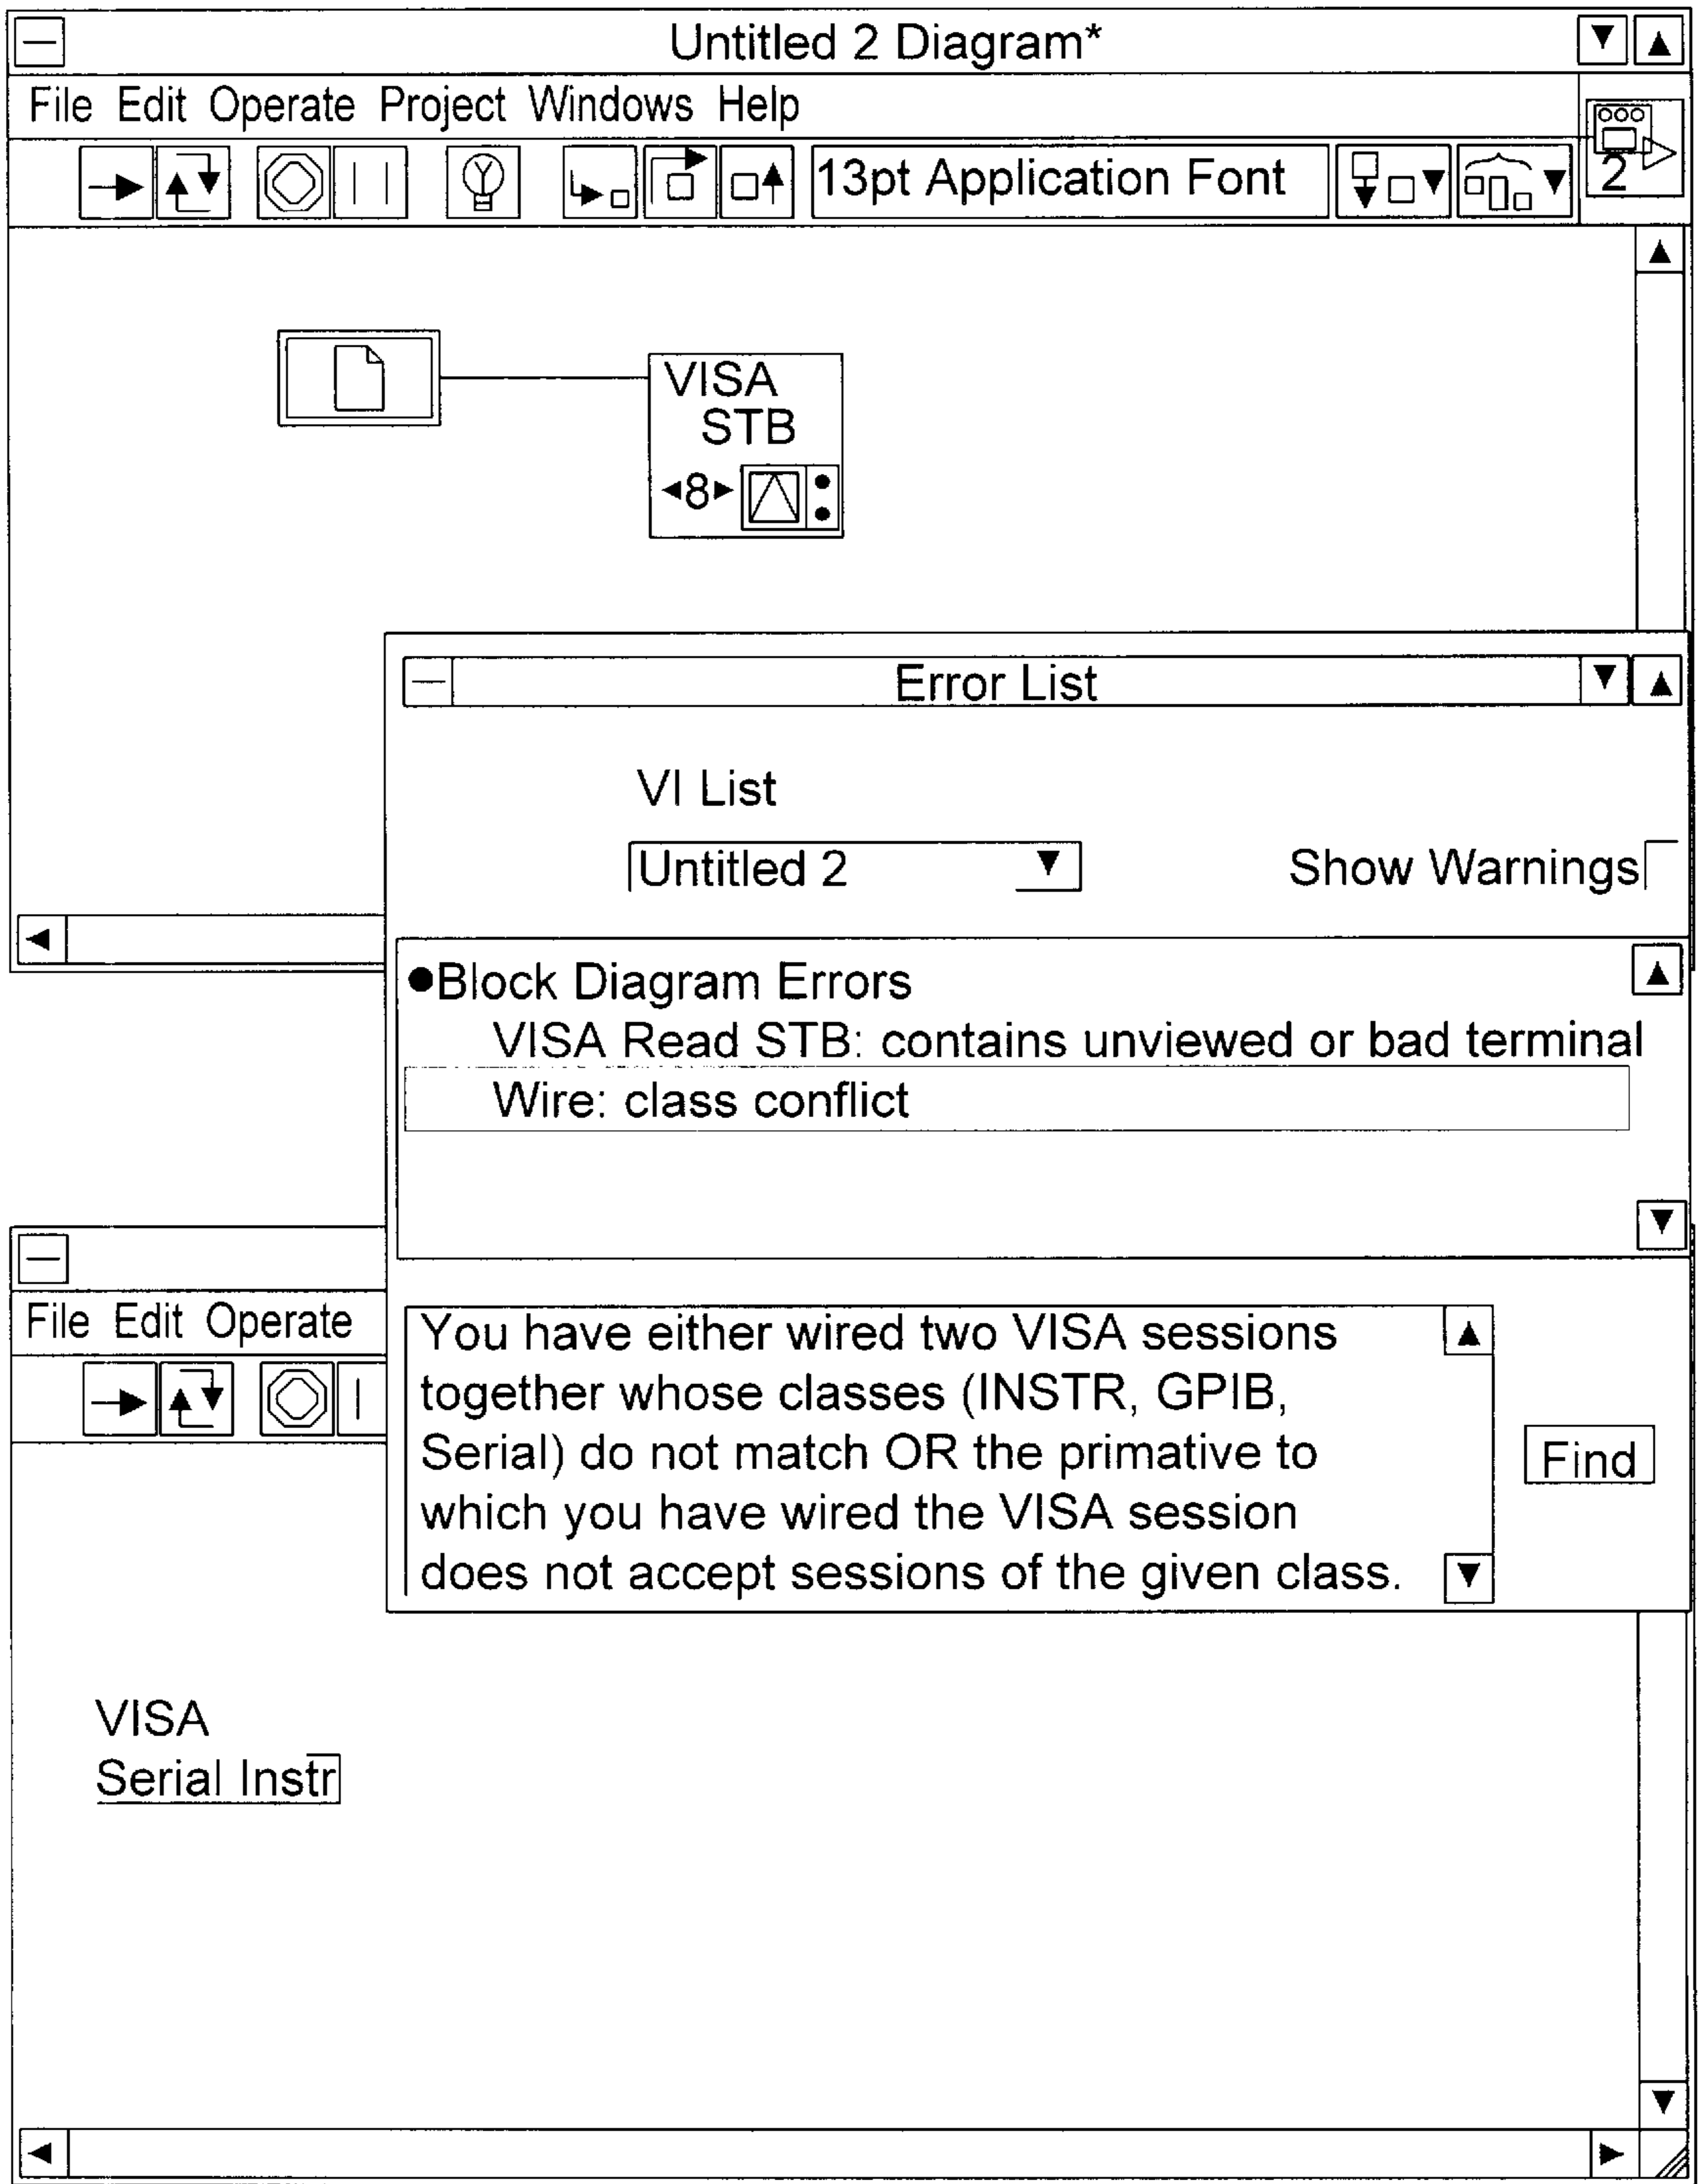 Untitled 2 Diagram*
File Edit Operate Project Windows Help
13pt Application Font
2
VISA
STB
8
Error List
VI List
Untitled 2
Show Warnings
●Block Diagram Errors
VISA Read STB: contains unviewed or bad terminal
Wire: class conflict
File Edit Operate
You have either wired two VISA sessions
together whose classes (INSTR, GPIB,
Serial) do not match OR the primative to
which you have wired the VISA session
does not accept sessions of the given class.
Find
VISA
Serial Instr